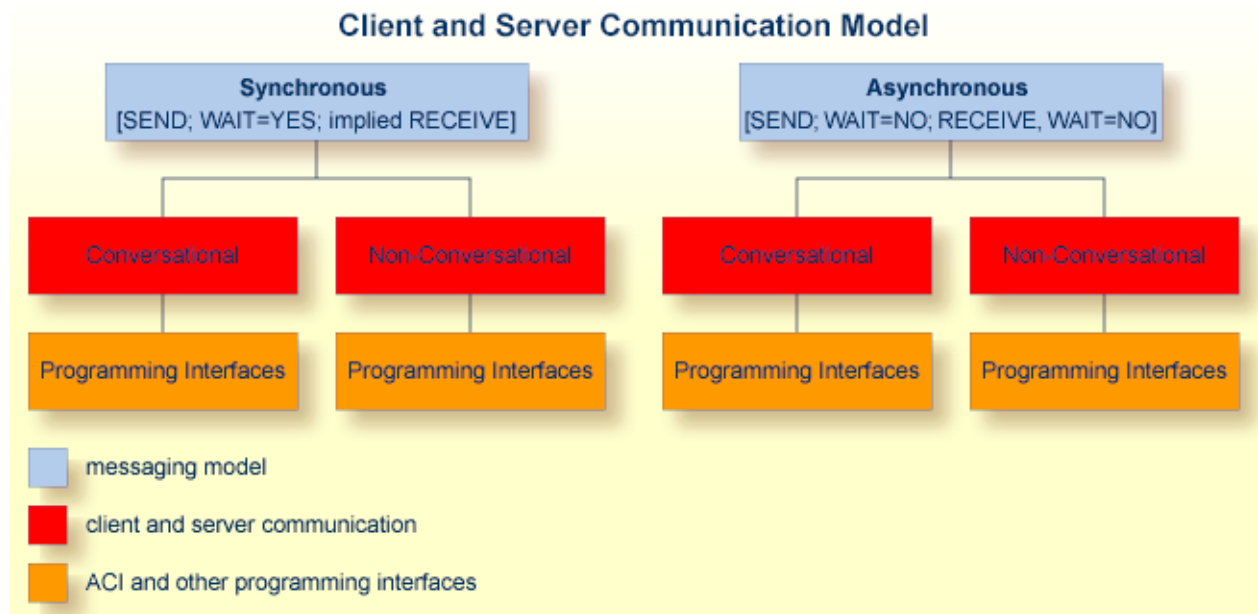 Client and Server Communication Model
Synchronous
[SEND; WAIT=YES; implied RECEIVE]
Asynchronous
[SEND; WAIT=NO; RECEIVE, WAIT=NO]
Conversational
Non-Conversational
Conversational
Non-Conversational
Programming Interfaces
Programming Interfaces
Programming Interfaces
Programming Interfaces
messaging model
client and server communication
ACI and other programming interfaces